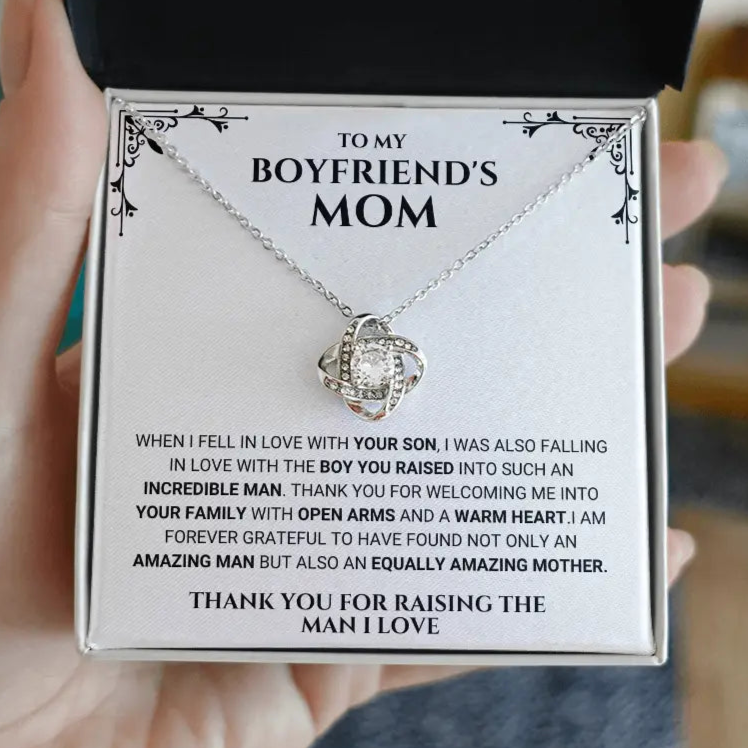 TO MY
BOYFRIEND'S
MOM
WHEN I FELL IN LOVE WITH YOUR SON, I WAS ALSO FALLING
IN LOVE WITH THE BOY YOU RAISED INTO SUCH AN
INCREDIBLE MAN. THANK YOU FOR WELCOMING ME INTO
YOUR FAMILY WITH OPEN ARMS AND A WARM HEART.I AM
FOREVER GRATEFUL TO HAVE FOUND NOT ONLY AN
AMAZING MAN BUT ALSO AN EQUALLY AMAZING MOTHER.
THANK YOU FOR RAISING THE
MAN I LOVE